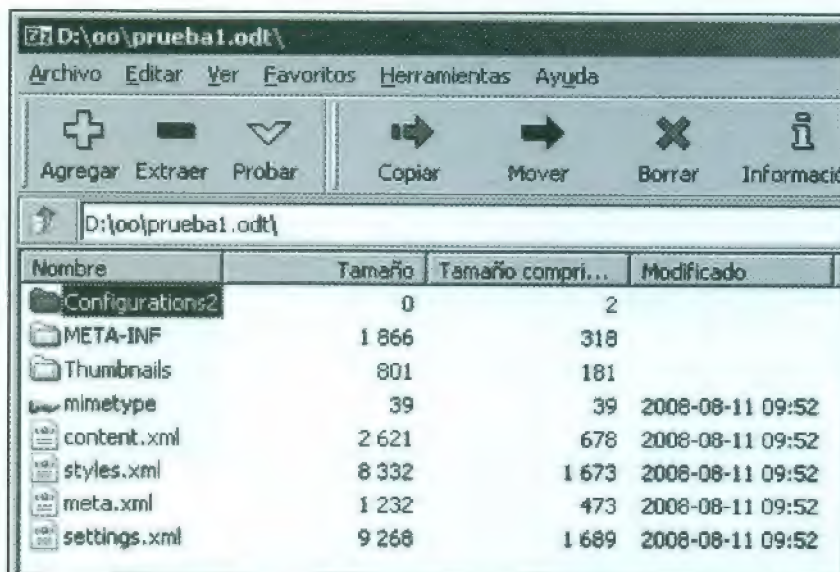 D:\oo\prueba1.odt\
Archivo Editar Ver Favoritos Herramientas Ayuda
Agregar Extraer Probar Copiar Mover Borrar Informació
D:\oo\prueba1.odt\
Nombre Tamaño Tamaño compri... Modificado
Configurations2 0 2
META-INF 1 866 318
Thumbnails 801 181
mimetype 39 39 2008-08-11 09:52
content.xml 2 621 678 2008-08-11 09:52
styles.xml 8 332 1 673 2008-08-11 09:52
meta.xml 1 232 473 2008-08-11 09:52
settings.xml 9 268 1 689 2008-08-11 09:52